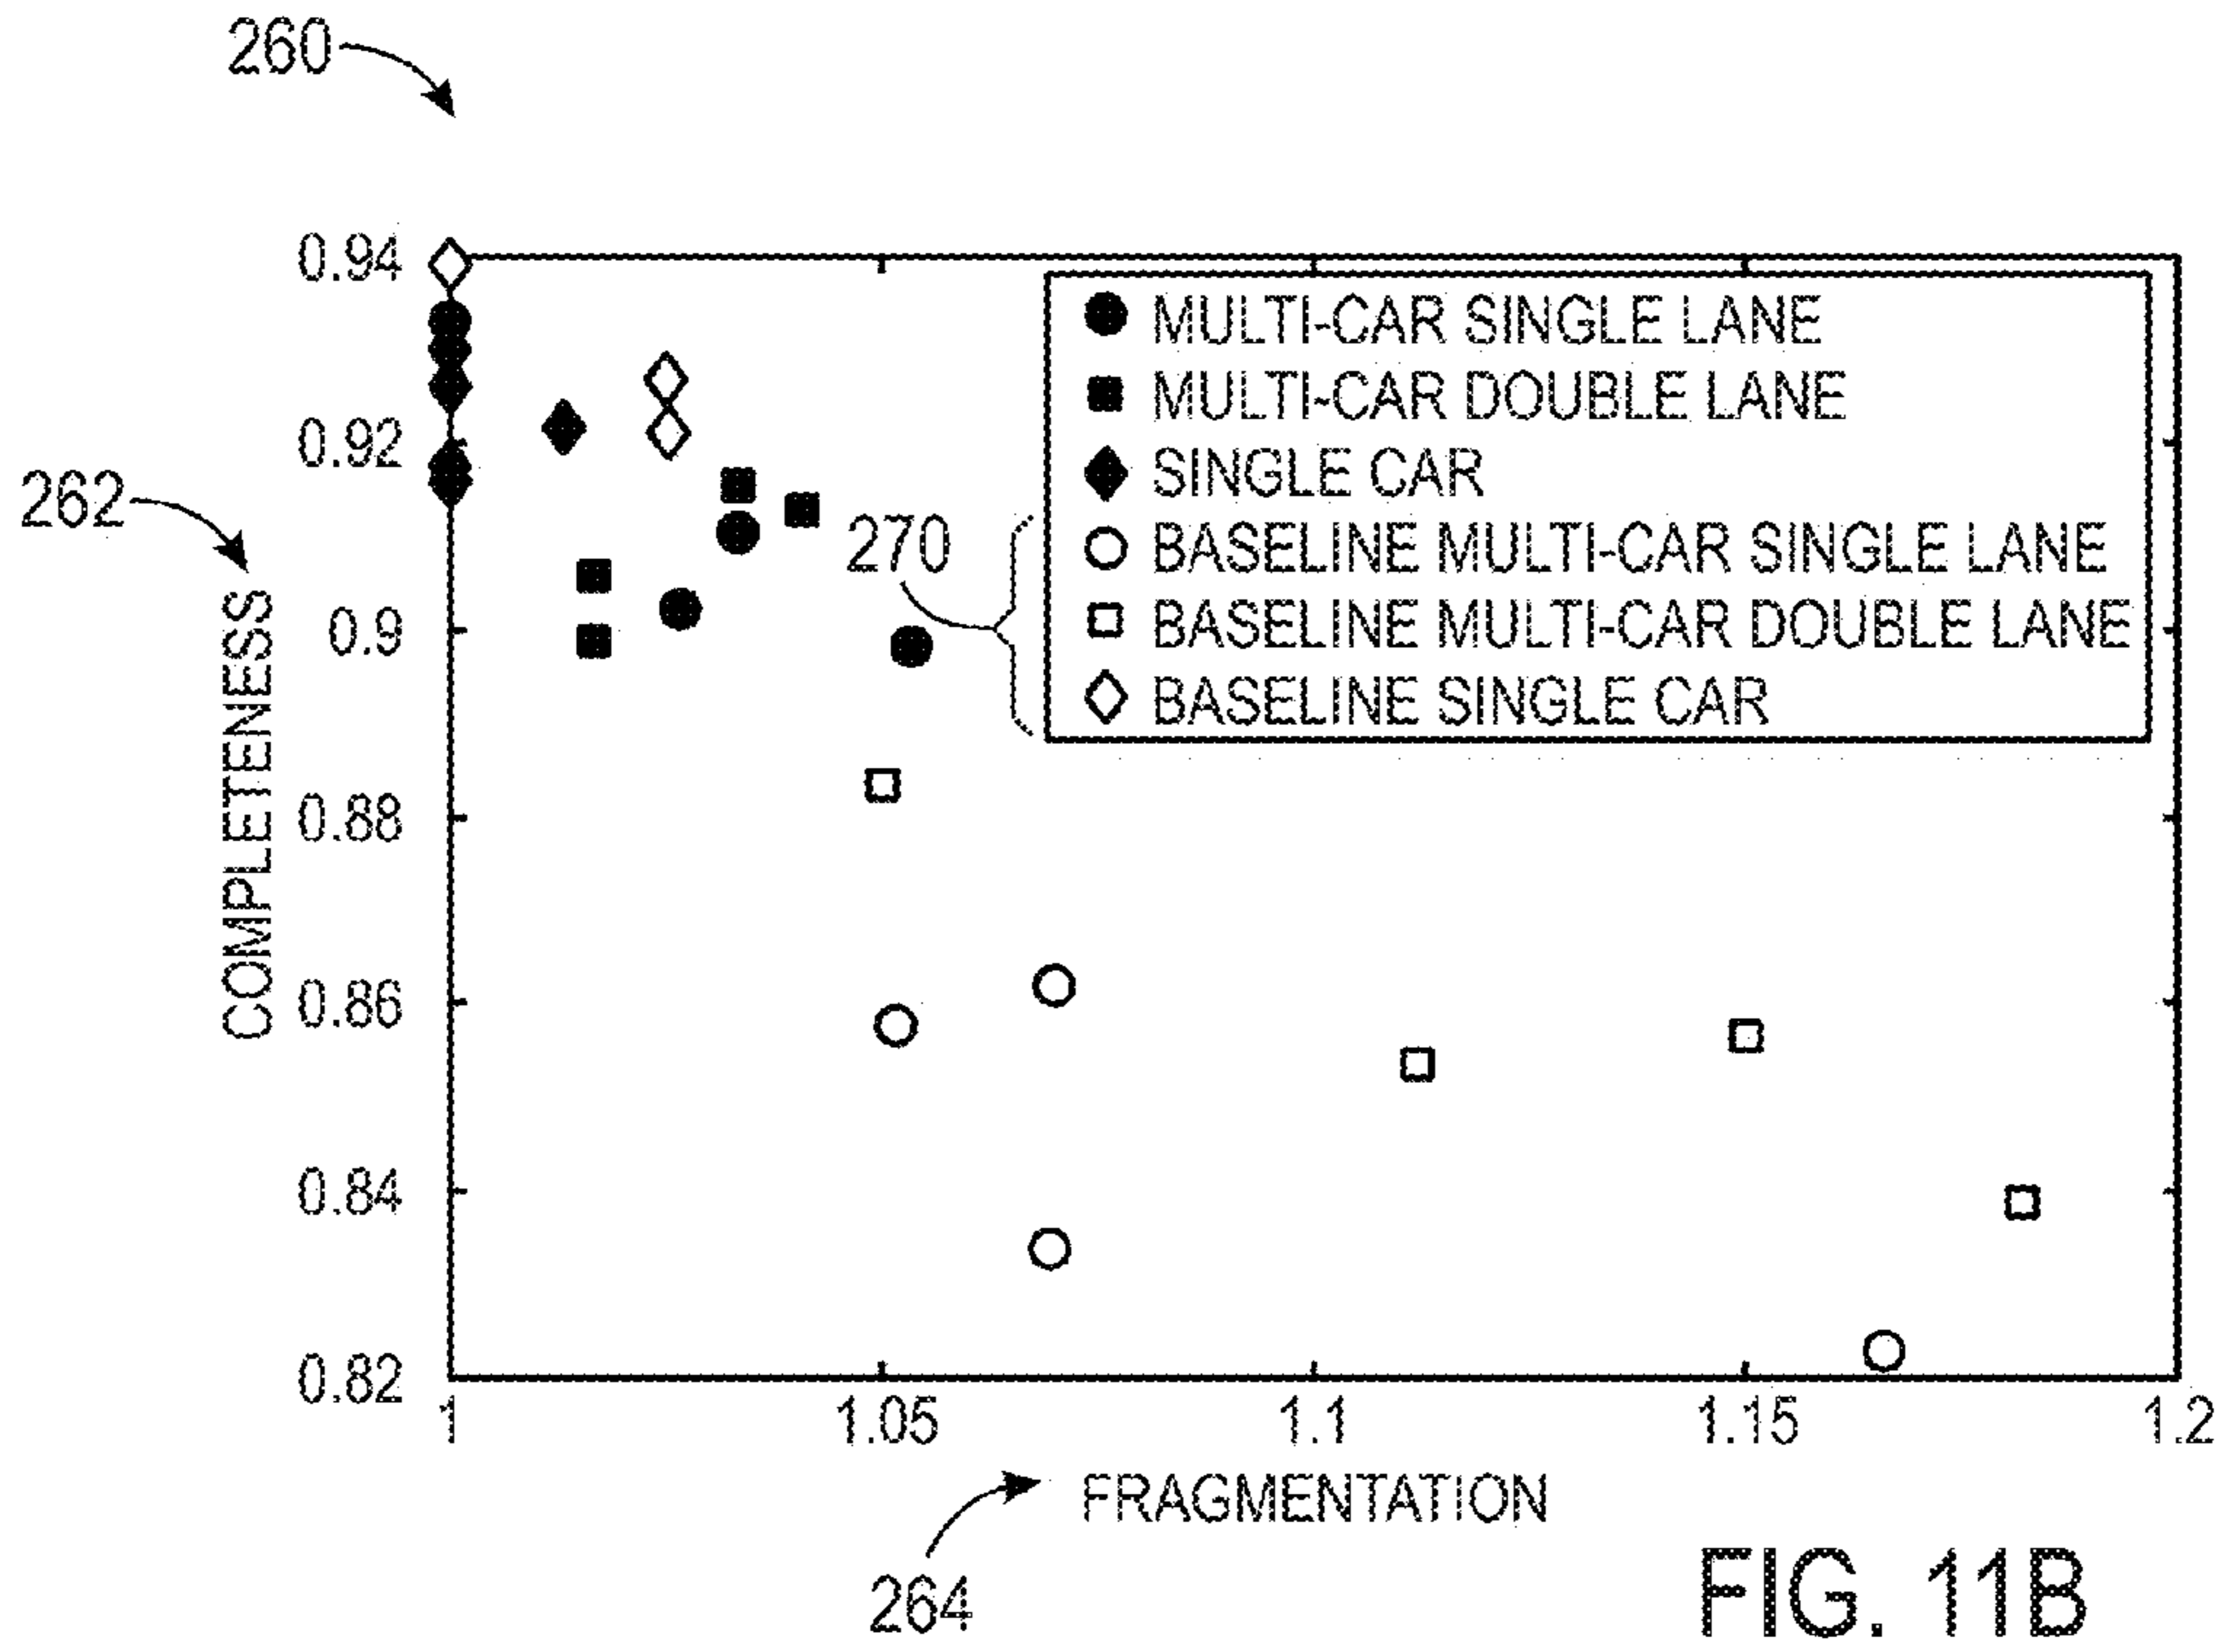 260
0.94
0.92
0.9
0.88
0.86
0.84
0.82
262
COMPLETENESS
MULTI-CAR SINGLE LANE
MULTI-CAR DOUBLE LANE
SINGLE CAR
BASELINE MULTI-CAR SINGLE LANE
BASELINE MULTI-CAR DOUBLE LANE
BASELINE SINGLE CAR
270
1 1.05 1.1 1.15 1.2
FRAGMENTATION
264
FIG. 11B